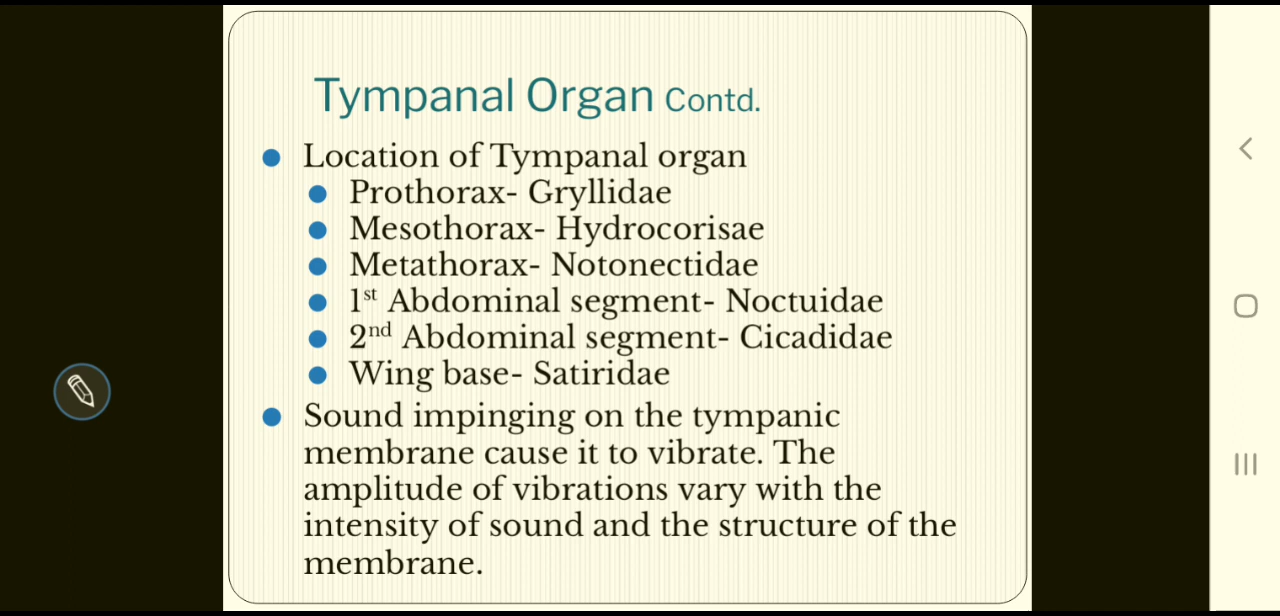 Tympanal Organ Contd.
Location of Tympanal organ
Prothorax- Gryllidae
Mesothorax- Hydrocorisae
Metathorax- Notonectidae
1st Abdominal segment- Noctuidae
2nd Abdominal segment- Cicadidae
Wing base- Satiridae
Sound impinging on the tympanic
membrane cause it to vibrate. The
amplitude of vibrations vary with the
intensity of sound and the structure of the
membrane.